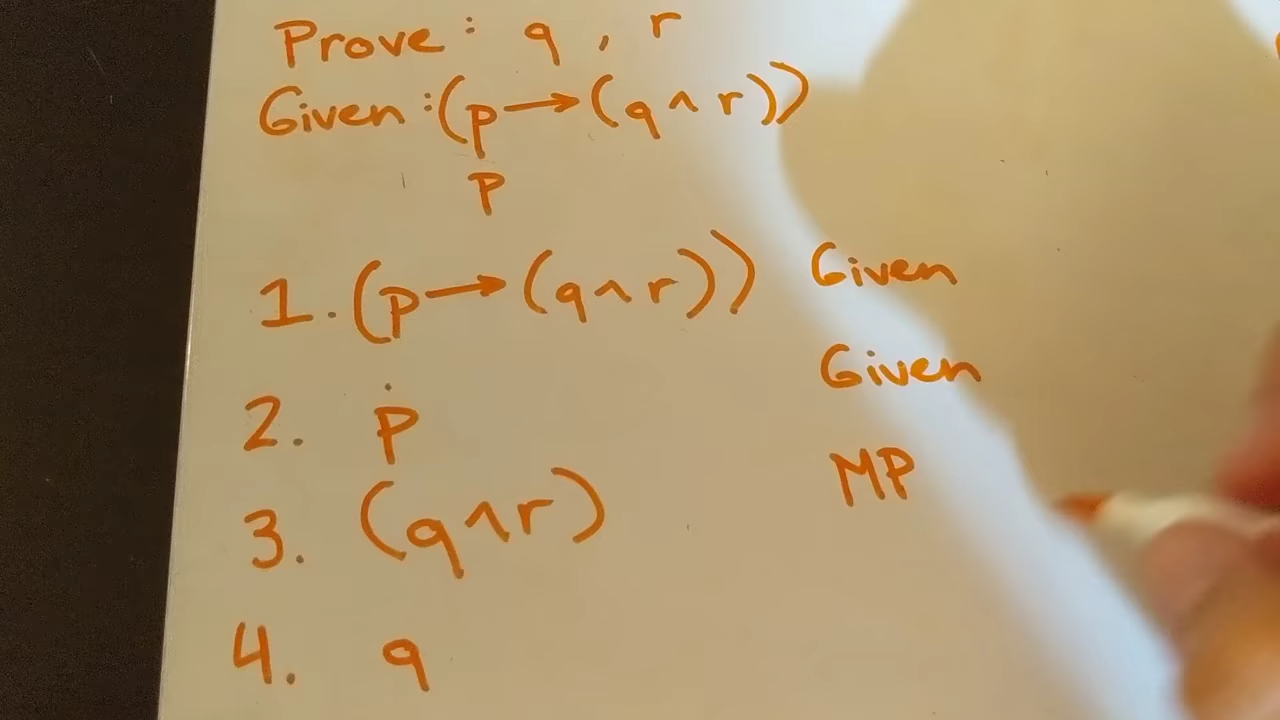 Prove: q, r
Given: (p → (q ∧ r))
p
1. (p → (q ∧ r)) Given
2. p Given
3. (q ∧ r) MP
4. q